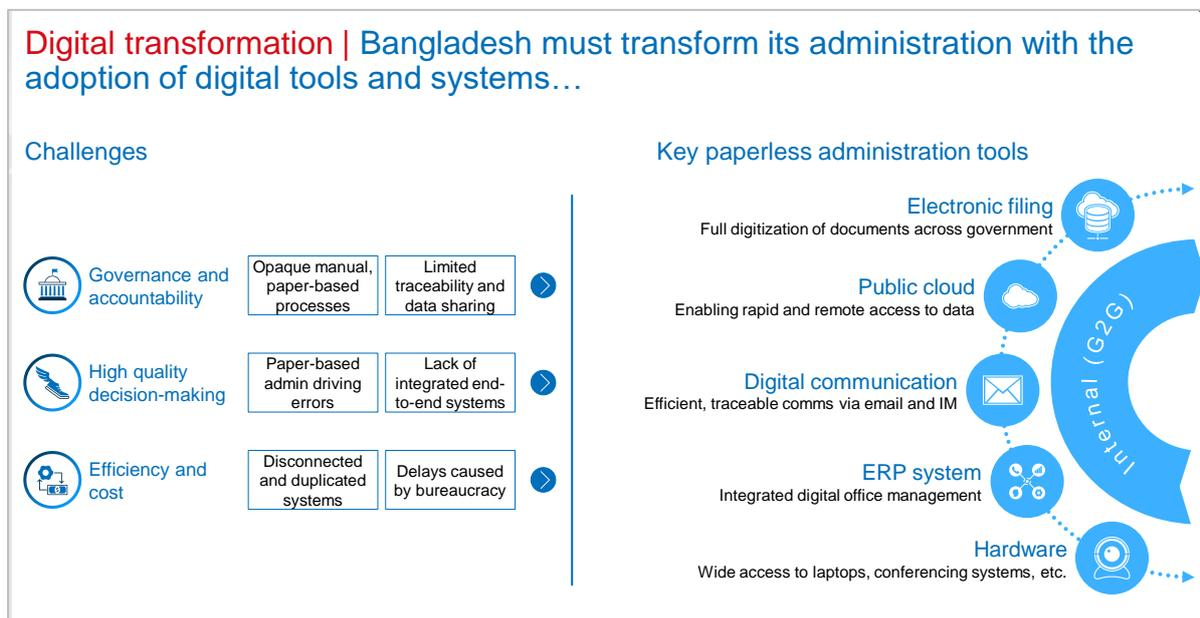 Digital transformation | Bangladesh must transform its administration with the
adoption of digital tools and systems…
Challenges
Governance and
accountability
Opaque manual,
paper-based
processes
Limited
traceability and
data sharing
High quality
decision-making
Paper-based
admin driving
errors
Lack of
integrated end-
to-end systems
Efficiency and
cost
Disconnected
and duplicated
systems
Delays caused
by bureaucracy
Key paperless administration tools
Electronic filing
Full digitization of documents across government
Public cloud
Enabling rapid and remote access to data
Digital communication
Efficient, traceable comms via email and IM
ERP system
Integrated digital office management
Hardware
Wide access to laptops, conferencing systems, etc.
Internal (G2G)